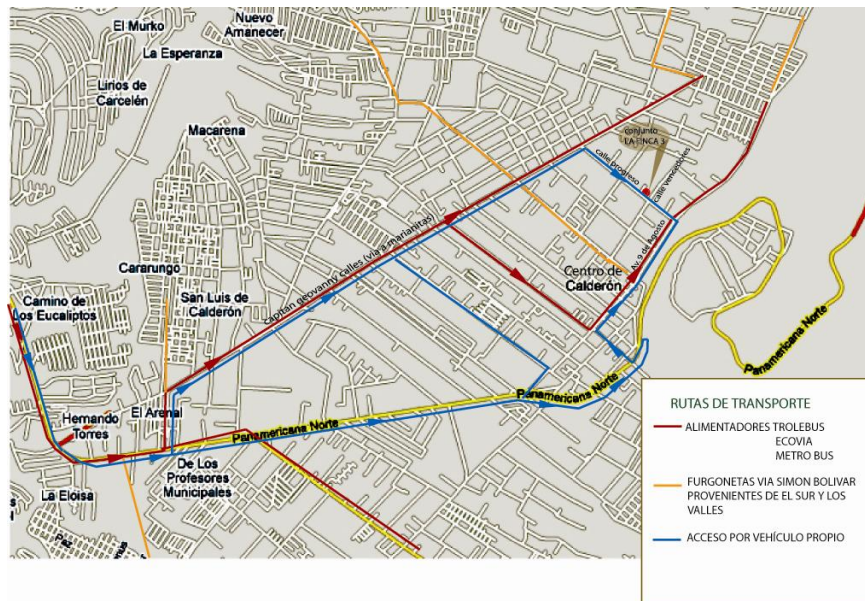 Nuevo
Amanecer
El Murko
La Esperanza
Lirios de
Carcelén
Macarena
conjunto
LA FINCA 3
calle progreso
calle vencedores
Capitan geovanny calles (via a marianitas)
Av. 9 de Agosto
Centro de
Calderón
Cararungo
San Luis de
Calderón
Camino de
Los Eucaliptos
Panamericana Norte
Panamericana Norte
Hernando
Torres
El Arenal
Panamericana Norte
De Los
Profesores
Municipales
La Eloisa
Paz
RUTAS DE TRANSPORTE
ALIMENTADORES TROLEBUS
ECOVIA
METRO BUS
FURGONETAS VIA SIMON BOLIVAR
PROVENIENTES DE EL SUR Y LOS
VALLES
ACCESO POR VEHÍCULO PROPIO